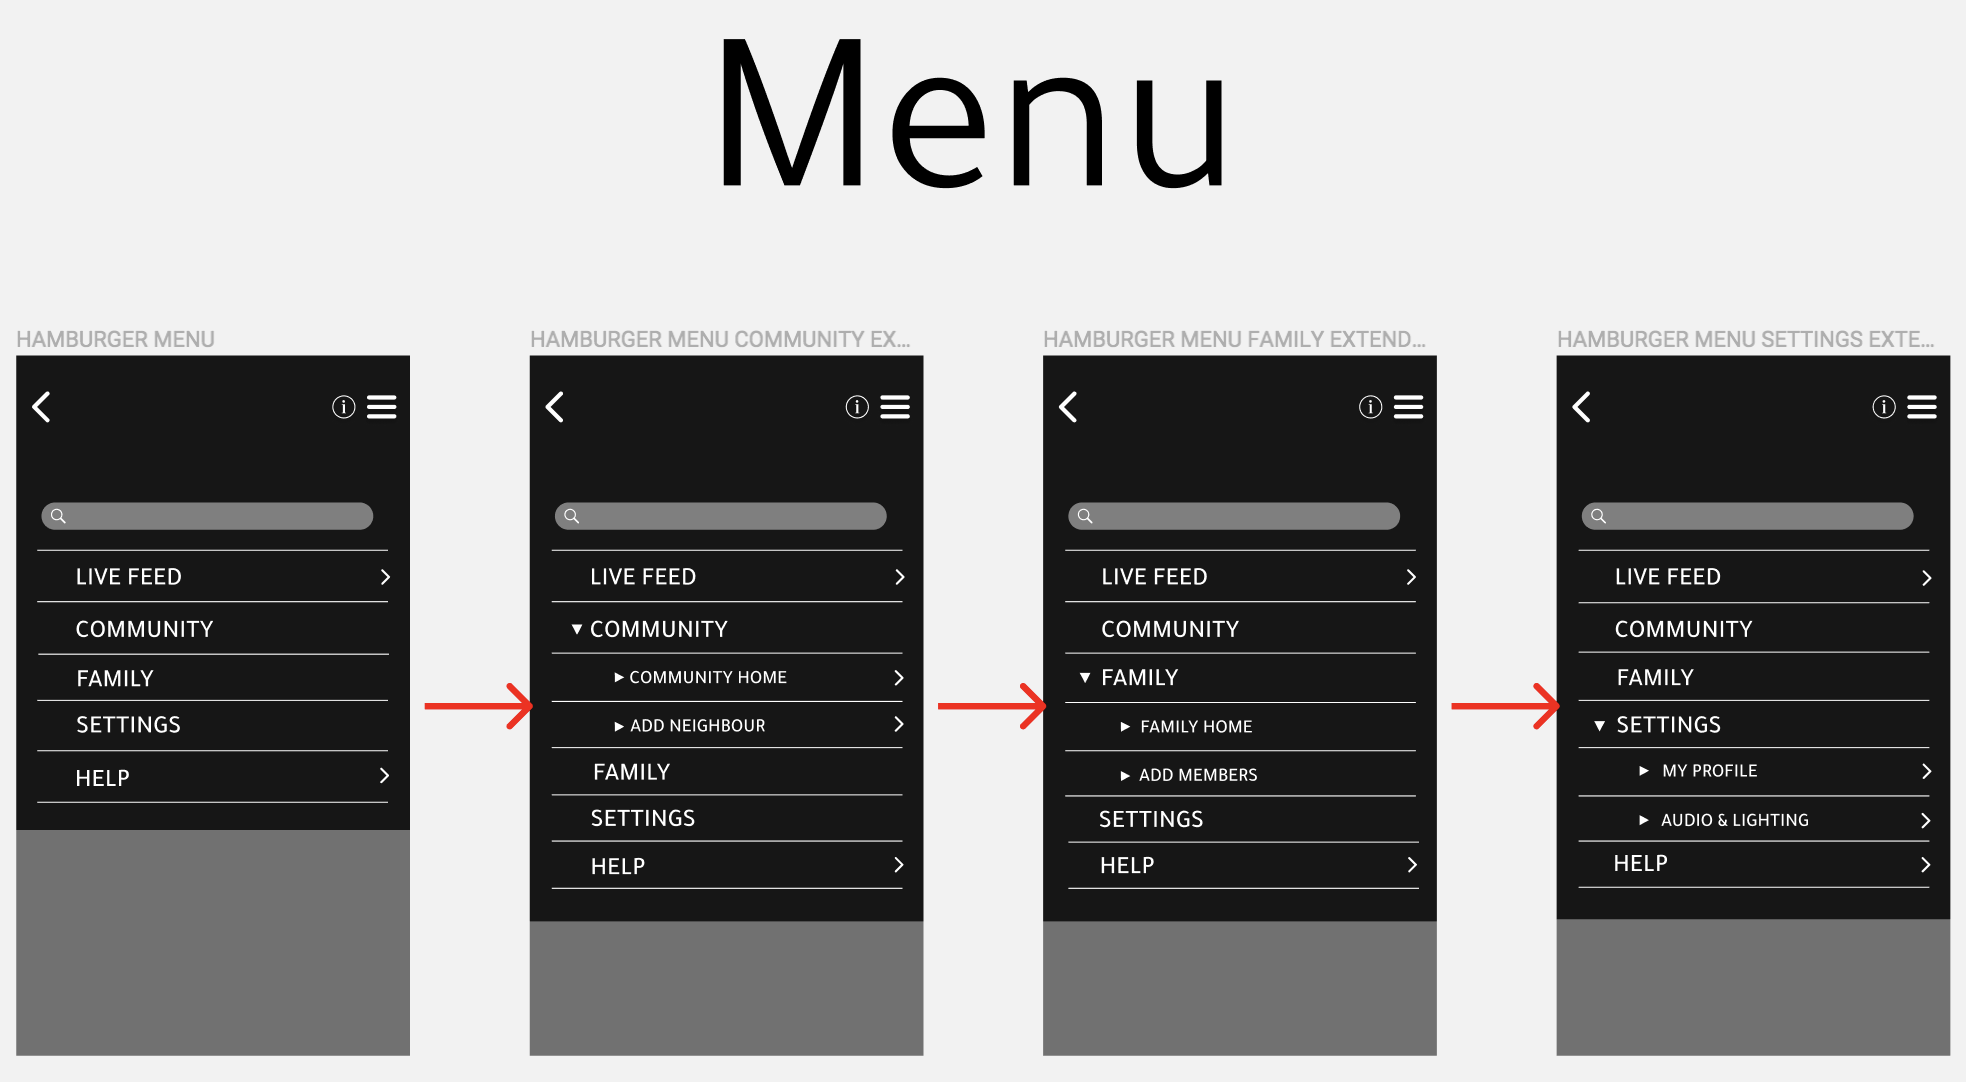 Menu
HAMBURGER MENU
LIVE FEED
COMMUNITY
FAMILY
SETTINGS
HELP
HAMBURGER MENU COMMUNITY EX...
LIVE FEED
COMMUNITY
COMMUNITY HOME
ADD NEIGHBOUR
FAMILY
SETTINGS
HELP
HAMBURGER MENU FAMILY EXTEND...
LIVE FEED
COMMUNITY
FAMILY
FAMILY HOME
ADD MEMBERS
SETTINGS
HELP
HAMBURGER MENU SETTINGS EXTE...
LIVE FEED
COMMUNITY
FAMILY
SETTINGS
MY PROFILE
AUDIO & LIGHTING
HELP